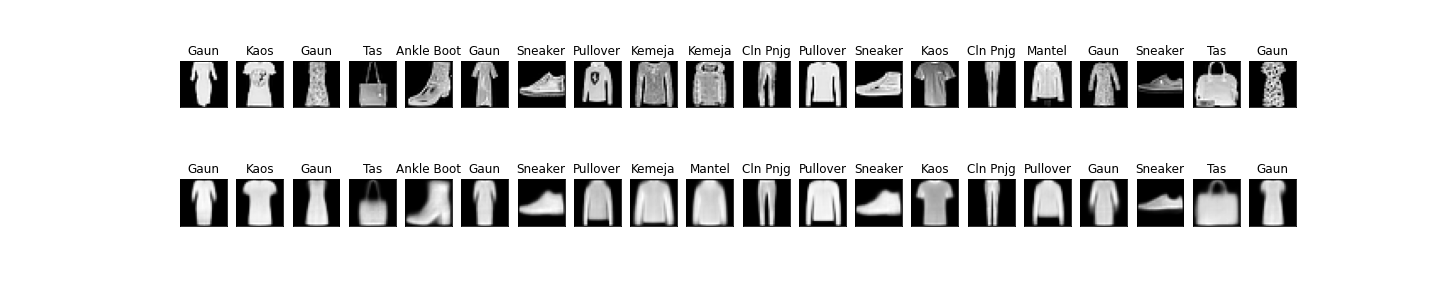 Gaun Kaos Gaun Tas Ankle Boot Gaun Sneaker Pullover Kemeja Kemeja Cln Pnjg Pullover Sneaker Kaos Cln Pnjg Mantel Gaun Sneaker Tas Gaun
Gaun Kaos Gaun Tas Ankle Boot Gaun Sneaker Pullover Kemeja Mantel Cln Pnjg Pullover Sneaker Kaos Cln Pnjg Pullover Gaun Sneaker Tas Gaun